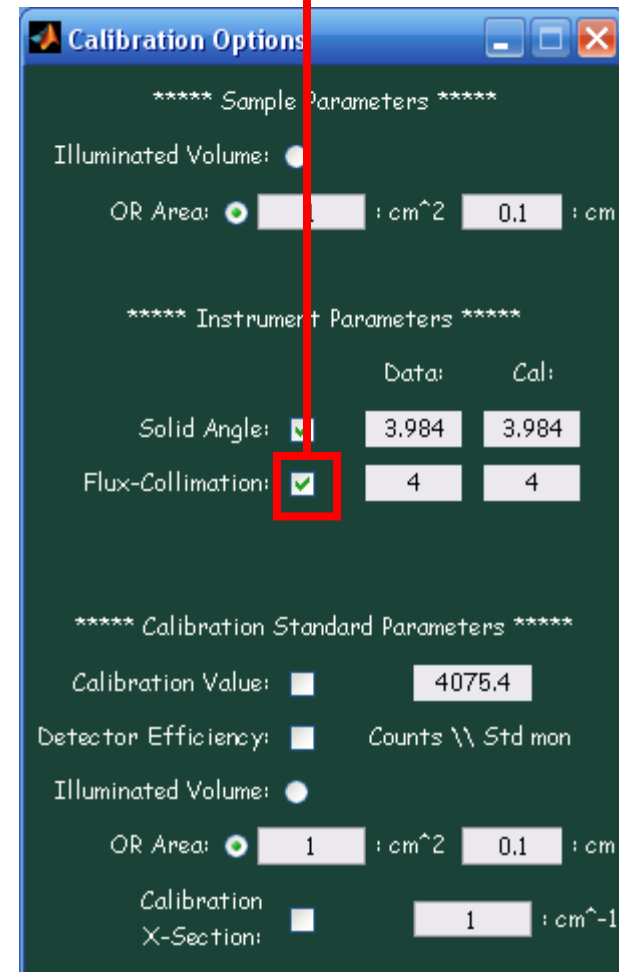 Calibration Options
***** Sample Parameters *****
Illuminated Volume:
OR Area: 1 : cm^2 0.1 : cm
***** Instrument Parameters *****
Data: Cal:
Solid Angle: 3.984 3.984
Flux-Collimation: 4 4
***** Calibration Standard Parameters *****
Calibration Value: 4075.4
Detector Efficiency: Counts \\ Std mon
Illuminated Volume:
OR Area: 1 : cm^2 0.1 : cm
Calibration
X-Section: 1 : cm^-1